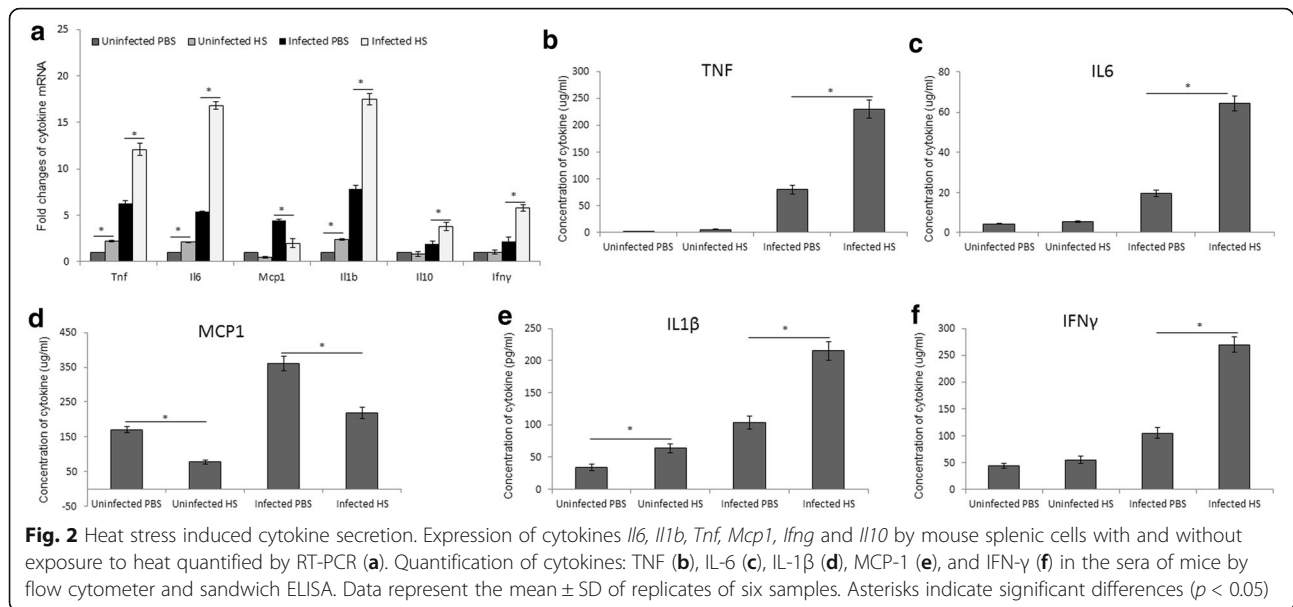 a
Uninfected PBS Uninfected HS Infected PBS Infected HS
Fold changes of cytokine mRNA
25
20
15
10
5
0
* * * * * * * * * *
Tnf Il6 Mcp1 Il1b Il10 Ifnγ
b
TNF
Concentration of cytokine (ug/ml)
300
250
200
150
100
50
0
*
Uninfected PBS Uninfected HS Infected PBS Infected HS
c
IL6
Concentration of cytokine (ug/ml)
80
60
40
20
0
*
Uninfected PBS Uninfected HS Infected PBS Infected HS
d
MCP1
Concentration of cytokine (ug/ml)
450
350
250
150
50
-50
* *
Uninfected PBS Uninfected HS Infected PBS Infected HS
e
IL1β
Concentration of cytokine (pg/ml)
250
200
150
100
50
0
* *
Uninfected PBS Uninfected HS Infected PBS Infected HS
f
IFNγ
Concentration of cytokine (ug/ml)
300
250
200
150
100
50
0
*
Uninfected PBS Uninfected HS Infected PBS Infected HS
Fig. 2 Heat stress induced cytokine secretion. Expression of cytokines Il6, Il1b, Tnf, Mcp1, Ifng and Il10 by mouse splenic cells with and without
exposure to heat quantified by RT-PCR (a). Quantification of cytokines: TNF (b), IL-6 (c), IL-1β (d), MCP-1 (e), and IFN-γ (f) in the sera of mice by
flow cytometer and sandwich ELISA. Data represent the mean ± SD of replicates of six samples. Asterisks indicate significant differences (p < 0.05)